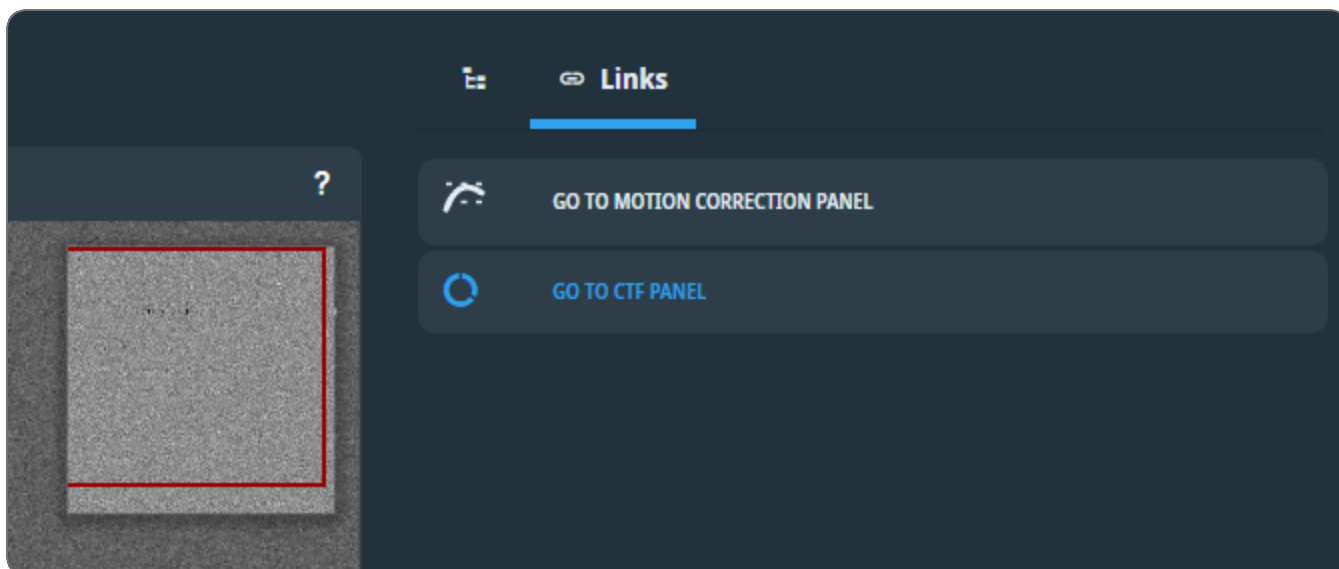 Links
?
GO TO MOTION CORRECTION PANEL
GO TO CTF PANEL